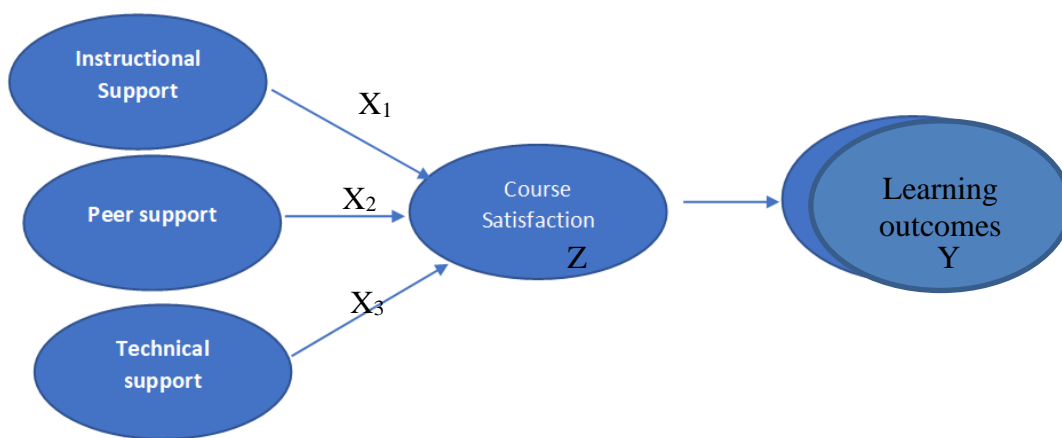 Instructional
Support
X₁
Peer support
X₂
Course
Satisfaction
Z
Learning
outcomes
Y
X₃
Technical
support